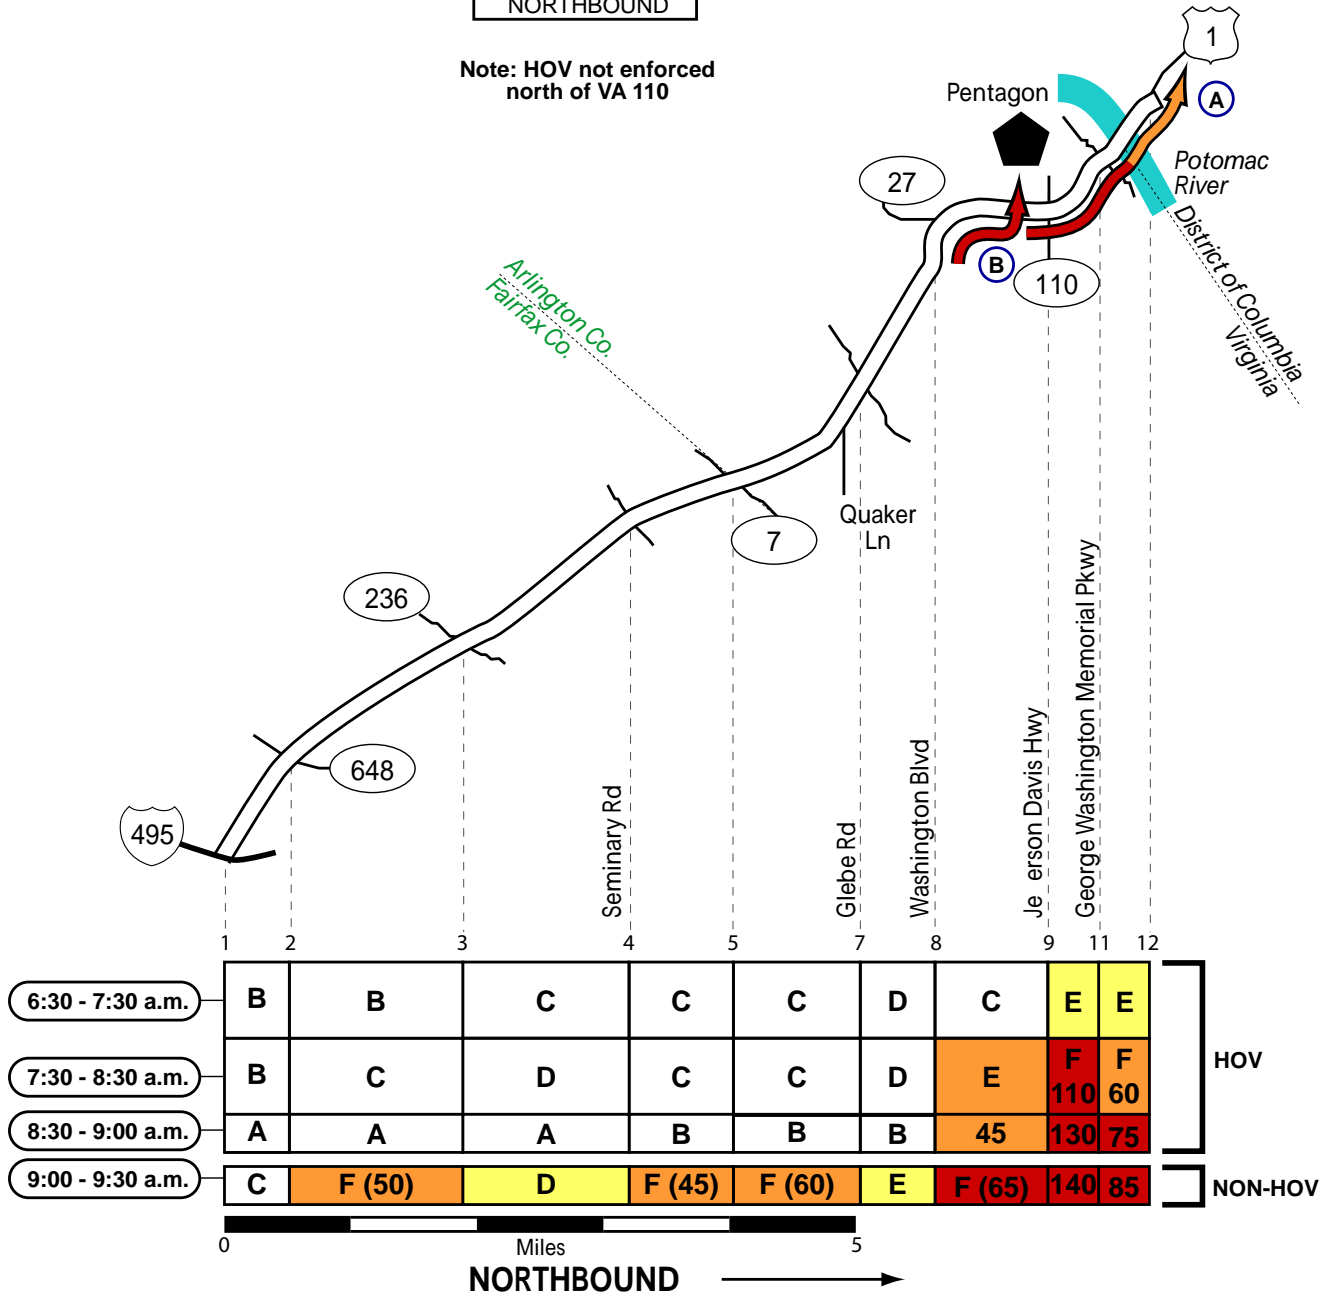 NORTHBOUND
Note: HOV not enforced
north of VA 110
1
Pentagon
A
Potomac
River
27
B
110
District of Columbia
Virginia
Arlington Co.
Fairfax Co.
Quaker
Ln
7
236
648
495
Seminary Rd
Glebe Rd
Washington Blvd
Je erson Davis Hwy
George Washington Memorial Pkwy
1 2 3 4 5 7 8 9 11 12
6:30 - 7:30 a.m. B B C C C D C E E
7:30 - 8:30 a.m. B C D C C D E F 110 F 60
8:30 - 9:00 a.m. A A A B B B 45 130 75
HOV
9:00 - 9:30 a.m. C F (50) D F (45) F (60) E F (65) 140 85
NON-HOV
0 Miles 5
NORTHBOUND